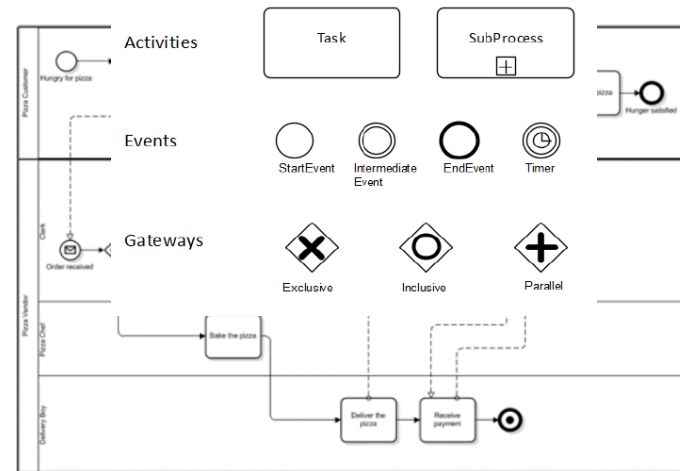 Activities
Task
SubProcess
Pizza Customer
Hungry for pizza
pizza
Hunger satisfied
Events
StartEvent
Intermediate
Event
EndEvent
Timer
Pizza Vendor
Clerk
Order received
Gateways
Exclusive
Inclusive
Parallel
Pizza Chef
Bake the pizza
Delivery Boy
Deliver the
pizza
Receive
payment